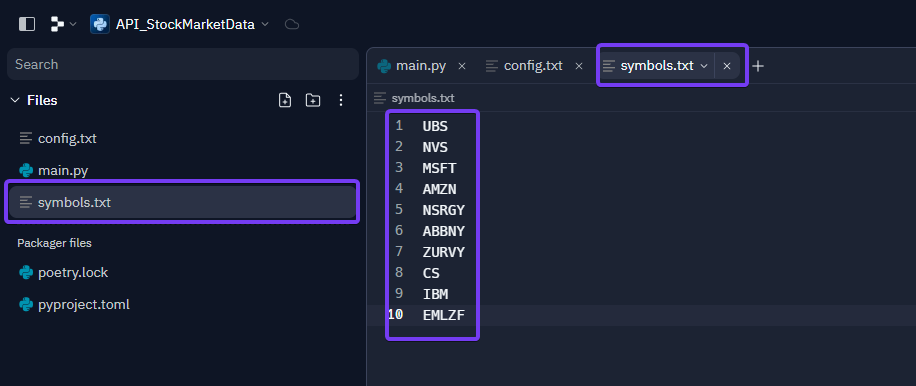 API_StockMarketData
Search
Files
config.txt
main.py
symbols.txt
Packager files
poetry.lock
pyproject.toml
main.py
config.txt
symbols.txt
symbols.txt
1 UBS
2 NVS
3 MSFT
4 AMZN
5 NSRGY
6 ABBNY
7 ZURVY
8 CS
9 IBM
10 EMLZF